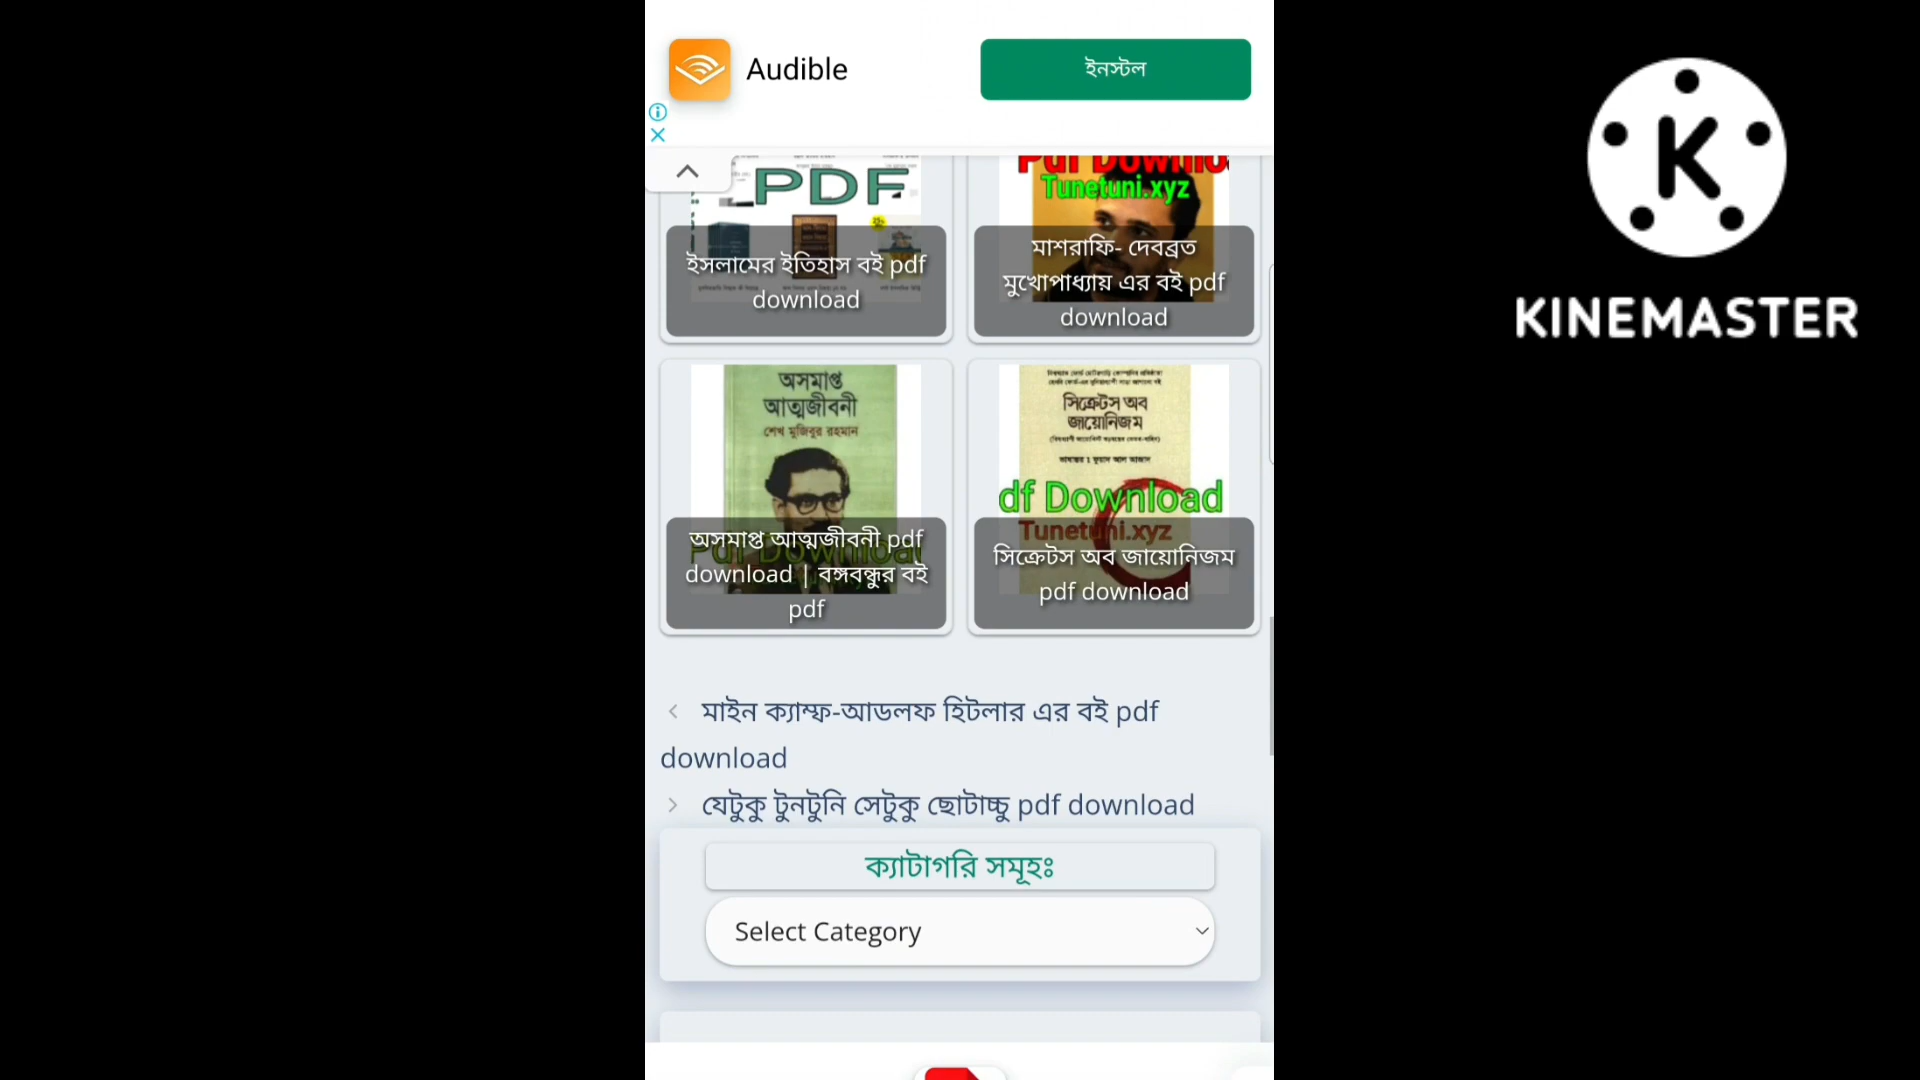 Audible
ইনস্টল
KINEMASTER
PDF
ইসলামের ইতিহাস বই pdf
download
Tunetuni.xyz
মাশরাফি- দেবব্রত
মুখোপাধ্যায় এর বই pdf
download
অসমাপ্ত
আত্মজীবনী
শেখ মুজিবুর রহমান
অসমাপ্ত আত্মজীবনী pdf
download | বঙ্গবন্ধুর বই
pdf
সিক্রেটস অব
জায়োনিজম
df Download
Tunetuni.xyz
সিক্রেটস অব জায়োনিজম
pdf download
মাইন ক্যাম্ফ-আডলফ হিটলার এর বই pdf
download
যেটুকু টুনটুনি সেটুকু ছোটাচ্চু pdf download
ক্যাটাগরি সমূহঃ
Select Category